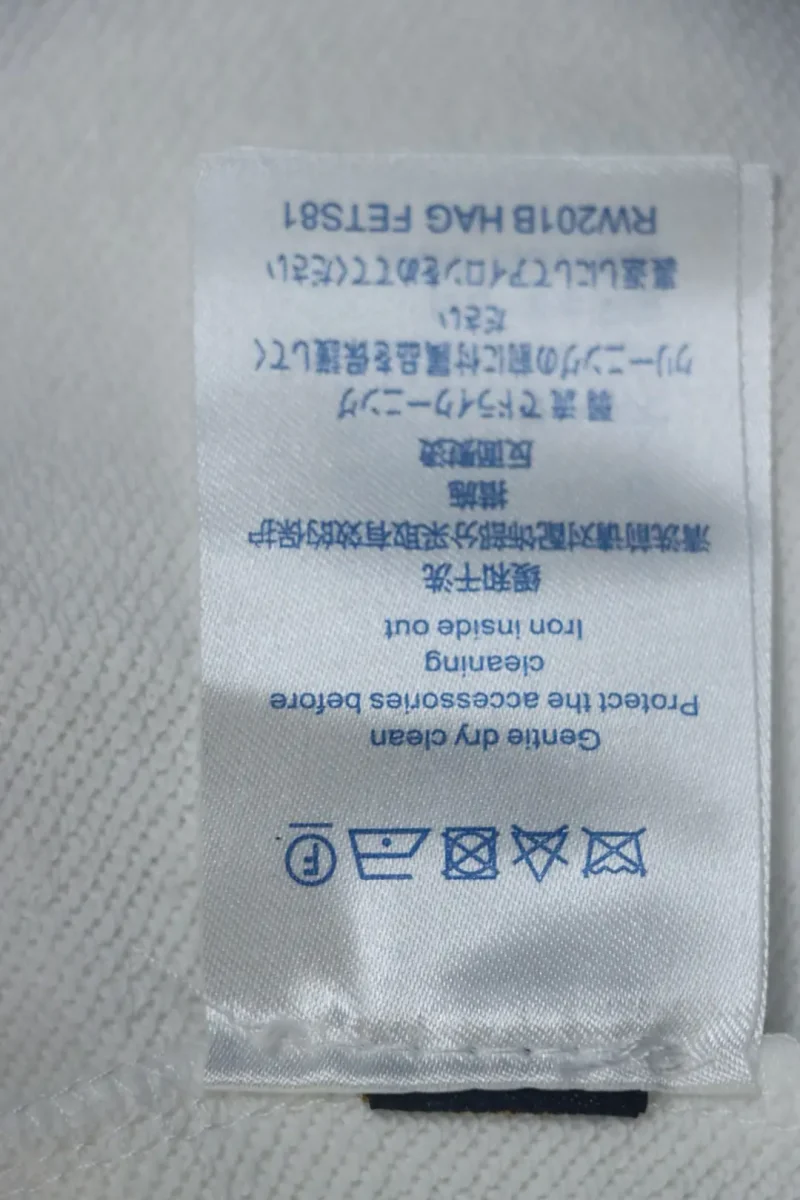 Gentle dry clean
Protect the accessories before
cleaning
Iron inside out
缓和干洗
清洗前请对配饰部分采取有效的保护
措施
反面熨烫
弱流でドライクリーニング
クリーニングの前に付属品を保護してく
ださい
裏返しにしてアイロンをあててください
RW201B HAG FETS81